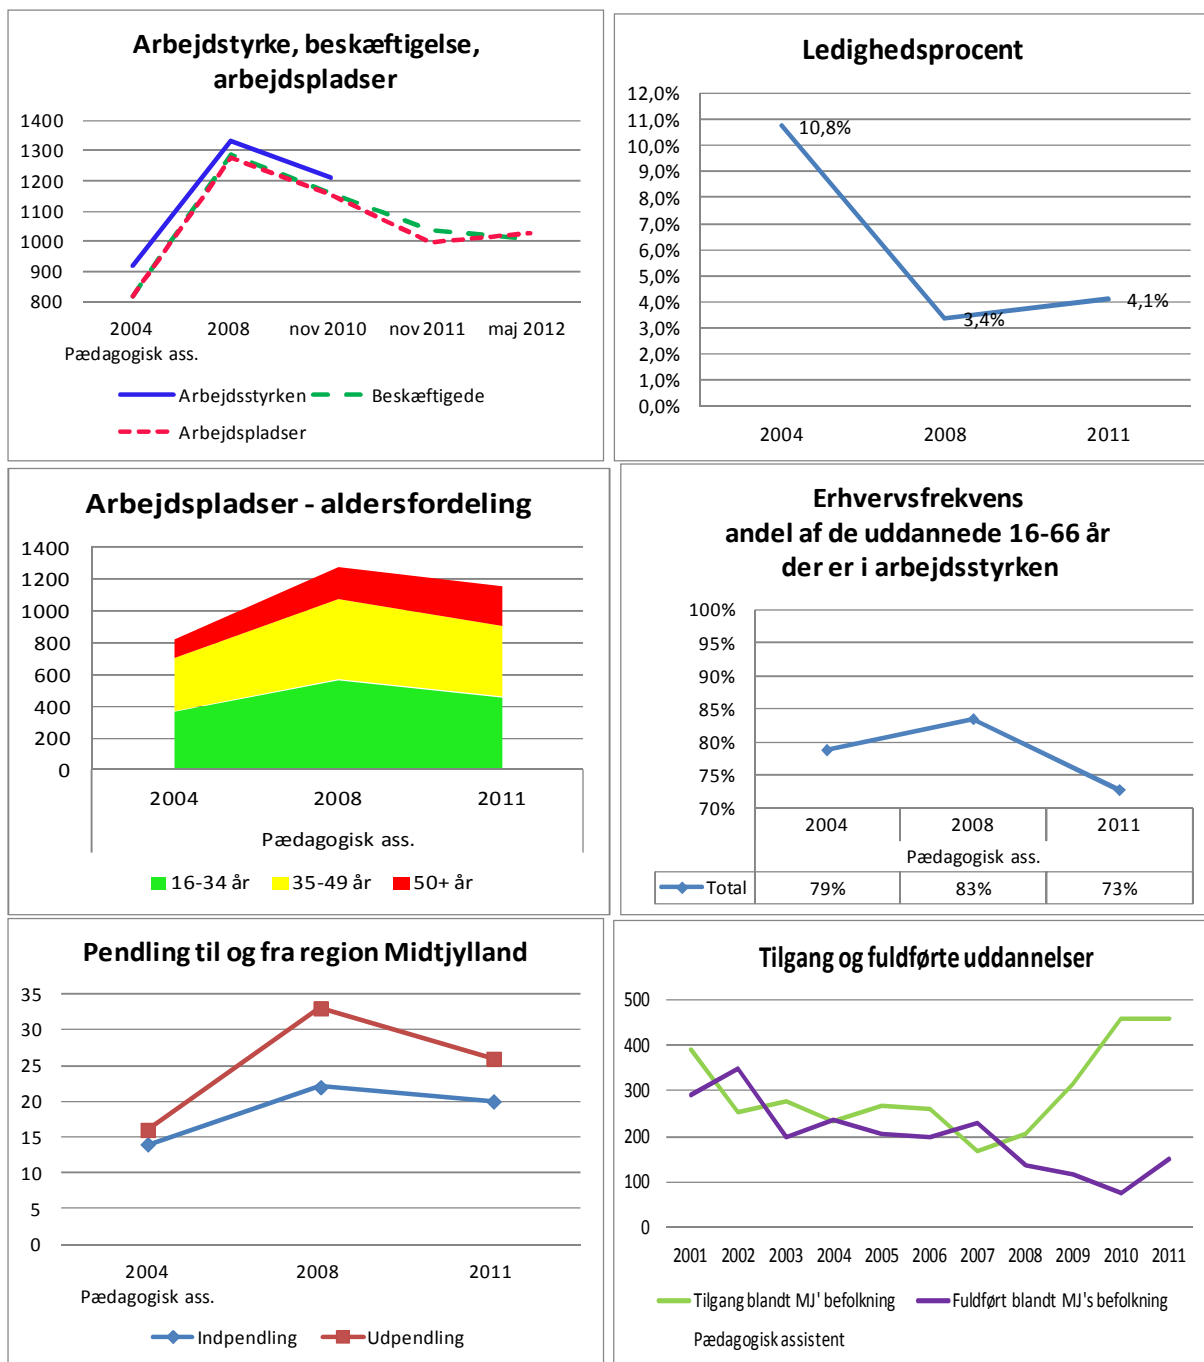 Arbejdstyrke, beskæftigelse,
arbejdspladser
1400
1300
1200
1100
1000
900
800
2004 2008 nov 2010 nov 2011 maj 2012
Pædagogisk ass.
Arbejdsstyrken Beskæftigede
Arbejdspladser
Ledighedsprocent
12,0%
11,0%
10,0%
9,0%
8,0%
7,0%
6,0%
5,0%
4,0%
3,0%
2,0%
1,0%
0,0%
10,8%
3,4%
4,1%
2004 2008 2011
Arbejdspladser - aldersfordeling
1400
1200
1000
800
600
400
200
0
2004 2008 2011
Pædagogisk ass.
16-34 år 35-49 år 50+ år
Erhvervsfrekvens
andel af de uddannede 16-66 år
der er i arbejdsstyrken
100%
95%
90%
85%
80%
75%
70%
2004 2008 2011
Pædagogisk ass.
Total 79% 83% 73%
Pendling til og fra region Midtjylland
35
30
25
20
15
10
5
0
2004 2008 2011
Pædagogisk ass.
Indpendling Udpendling
Tilgang og fuldførte uddannelser
500
400
300
200
100
0
2001 2002 2003 2004 2005 2006 2007 2008 2009 2010 2011
Tilgang blandt MJ' befolkning Fuldført blandt MJ's befolkning
Pædagogisk assistent